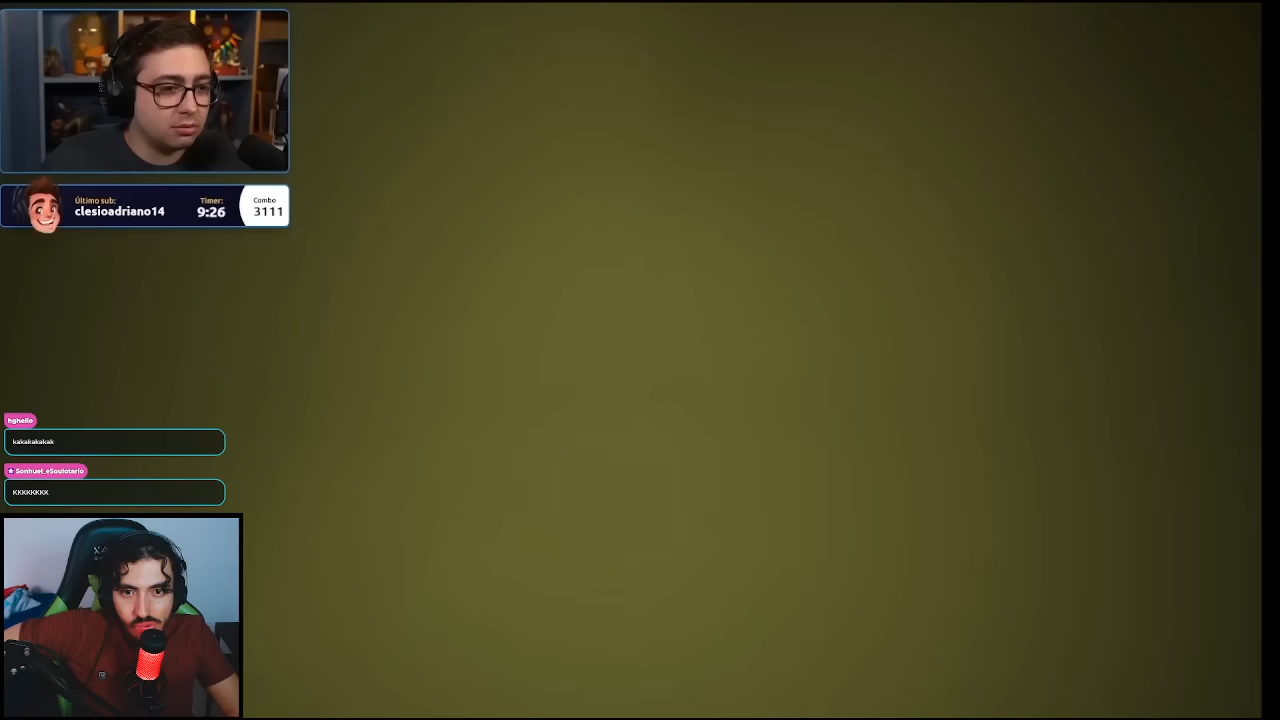 Último sub:
clesioadriano14
Timer:
9:26
Combo
3111
hghello
kakakakakak
Sonhuel_eSoulotario
KKKKKKKK